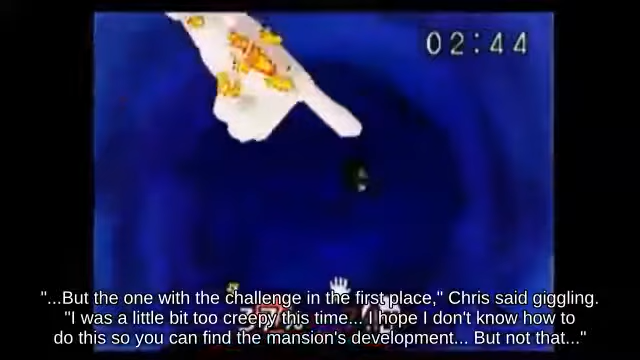 02:44
"...But the one with the challenge in the first place," Chris said giggling.
"I was a little bit too creepy this time... I hope I don't know how to
do this so you can find the mansion's development... But not that..."